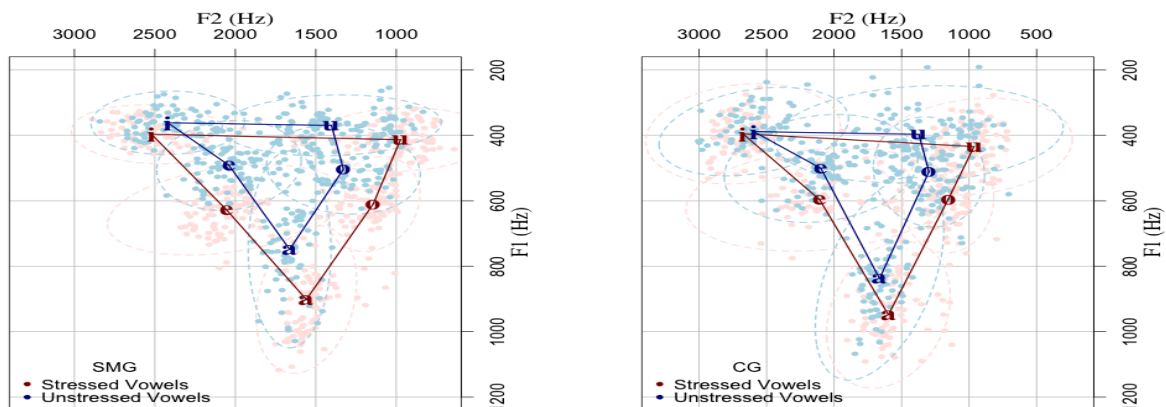 F2 (Hz)
3000 2500 2000 1500 1000
200
400
600
800
1000
1200
F1 (Hz)
i u
i u
e o
e o
a
a
SMG
Stressed Vowels
Unstressed Vowels
F2 (Hz)
3000 2500 2000 1500 1000 500
200
400
600
800
1000
1200
F1 (Hz)
i i u
u
e o
e o
a
a
CG
Stressed Vowels
Unstressed Vowels